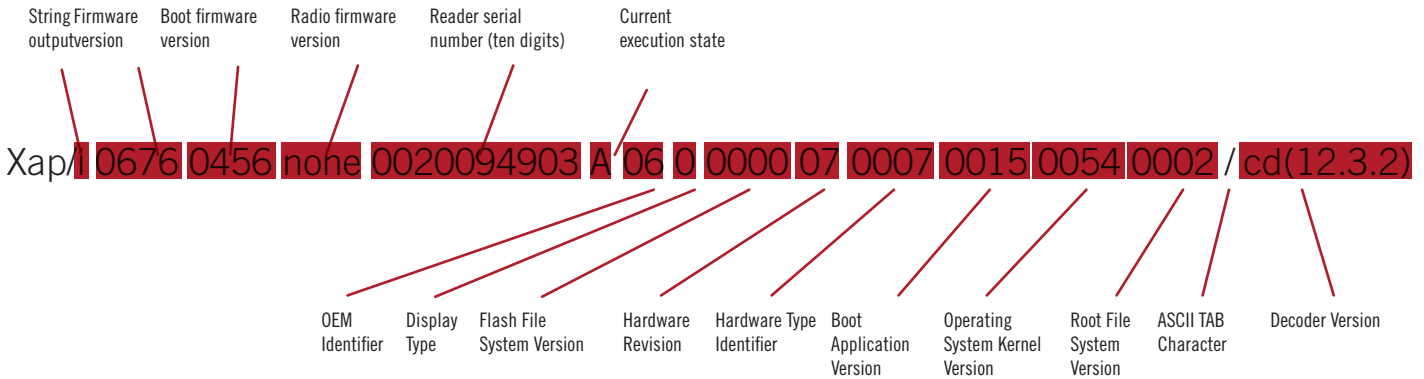 String Firmware
outputversion
Boot firmware
version
Radio firmware
version
Reader serial
number (ten digits)
Current
execution state
Xap/i 0676 0456 none 0020094903 A 06 0 0000 07 0007 0015 0054 0002 / cd(12.3.2)
OEM
Identifier
Display
Type
Flash File
System Version
Hardware
Revision
Hardware Type
Identifier
Boot
Application
Version
Operating
System Kernel
Version
Root File
System
Version
ASCII TAB
Character
Decoder Version